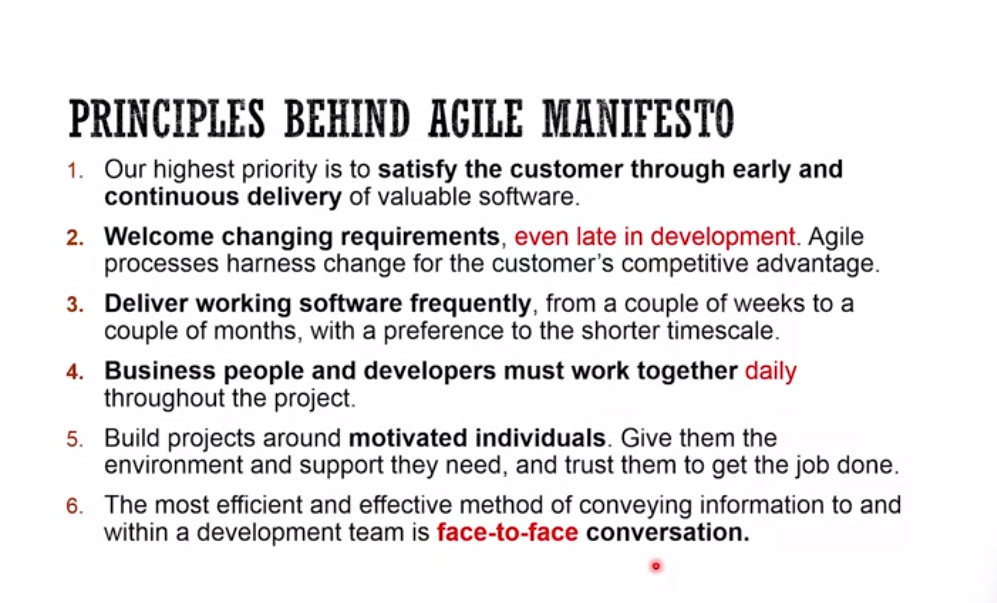 PRINCIPLES BEHIND AGILE MANIFESTO
1. Our highest priority is to satisfy the customer through early and
continuous delivery of valuable software.
2. Welcome changing requirements, even late in development. Agile
processes harness change for the customer's competitive advantage.
3. Deliver working software frequently, from a couple of weeks to a
couple of months, with a preference to the shorter timescale.
4. Business people and developers must work together daily
throughout the project.
5. Build projects around motivated individuals. Give them the
environment and support they need, and trust them to get the job done.
6. The most efficient and effective method of conveying information to and
within a development team is face-to-face conversation.